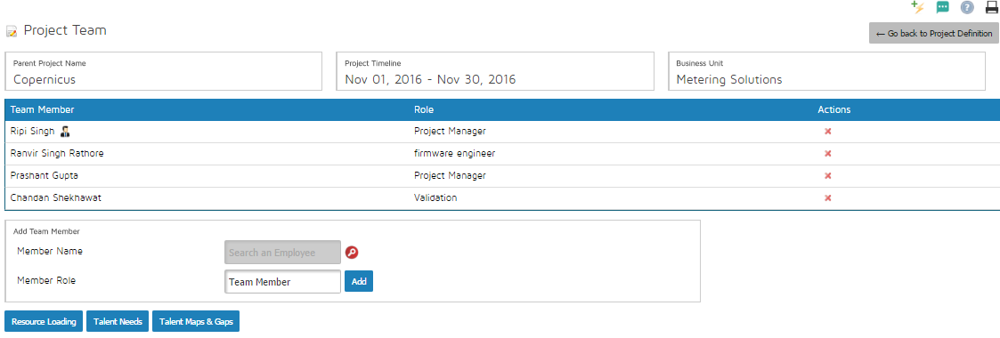 Project Team
← Go back to Project Definition
Parent Project Name
Copernicus
Project Timeline
Nov 01, 2016 - Nov 30, 2016
Business Unit
Metering Solutions
Team Member Role Actions
Ripi Singh Project Manager
Ranvir Singh Rathore firmware engineer
Prashant Gupta Project Manager
Chandan Shekhawat Validation
Add Team Member
Member Name Search an Employee
Member Role Team Member Add
Resource Loading Talent Needs Talent Maps & Gaps